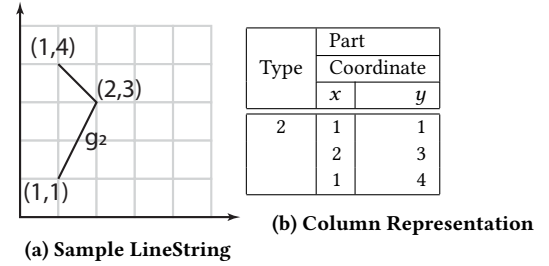 (1,4)
(2,3)
g2
(1,1)
(a) Sample LineString
Type Part
Coordinate
x y
2 1 1
2 3
1 4
(b) Column Representation